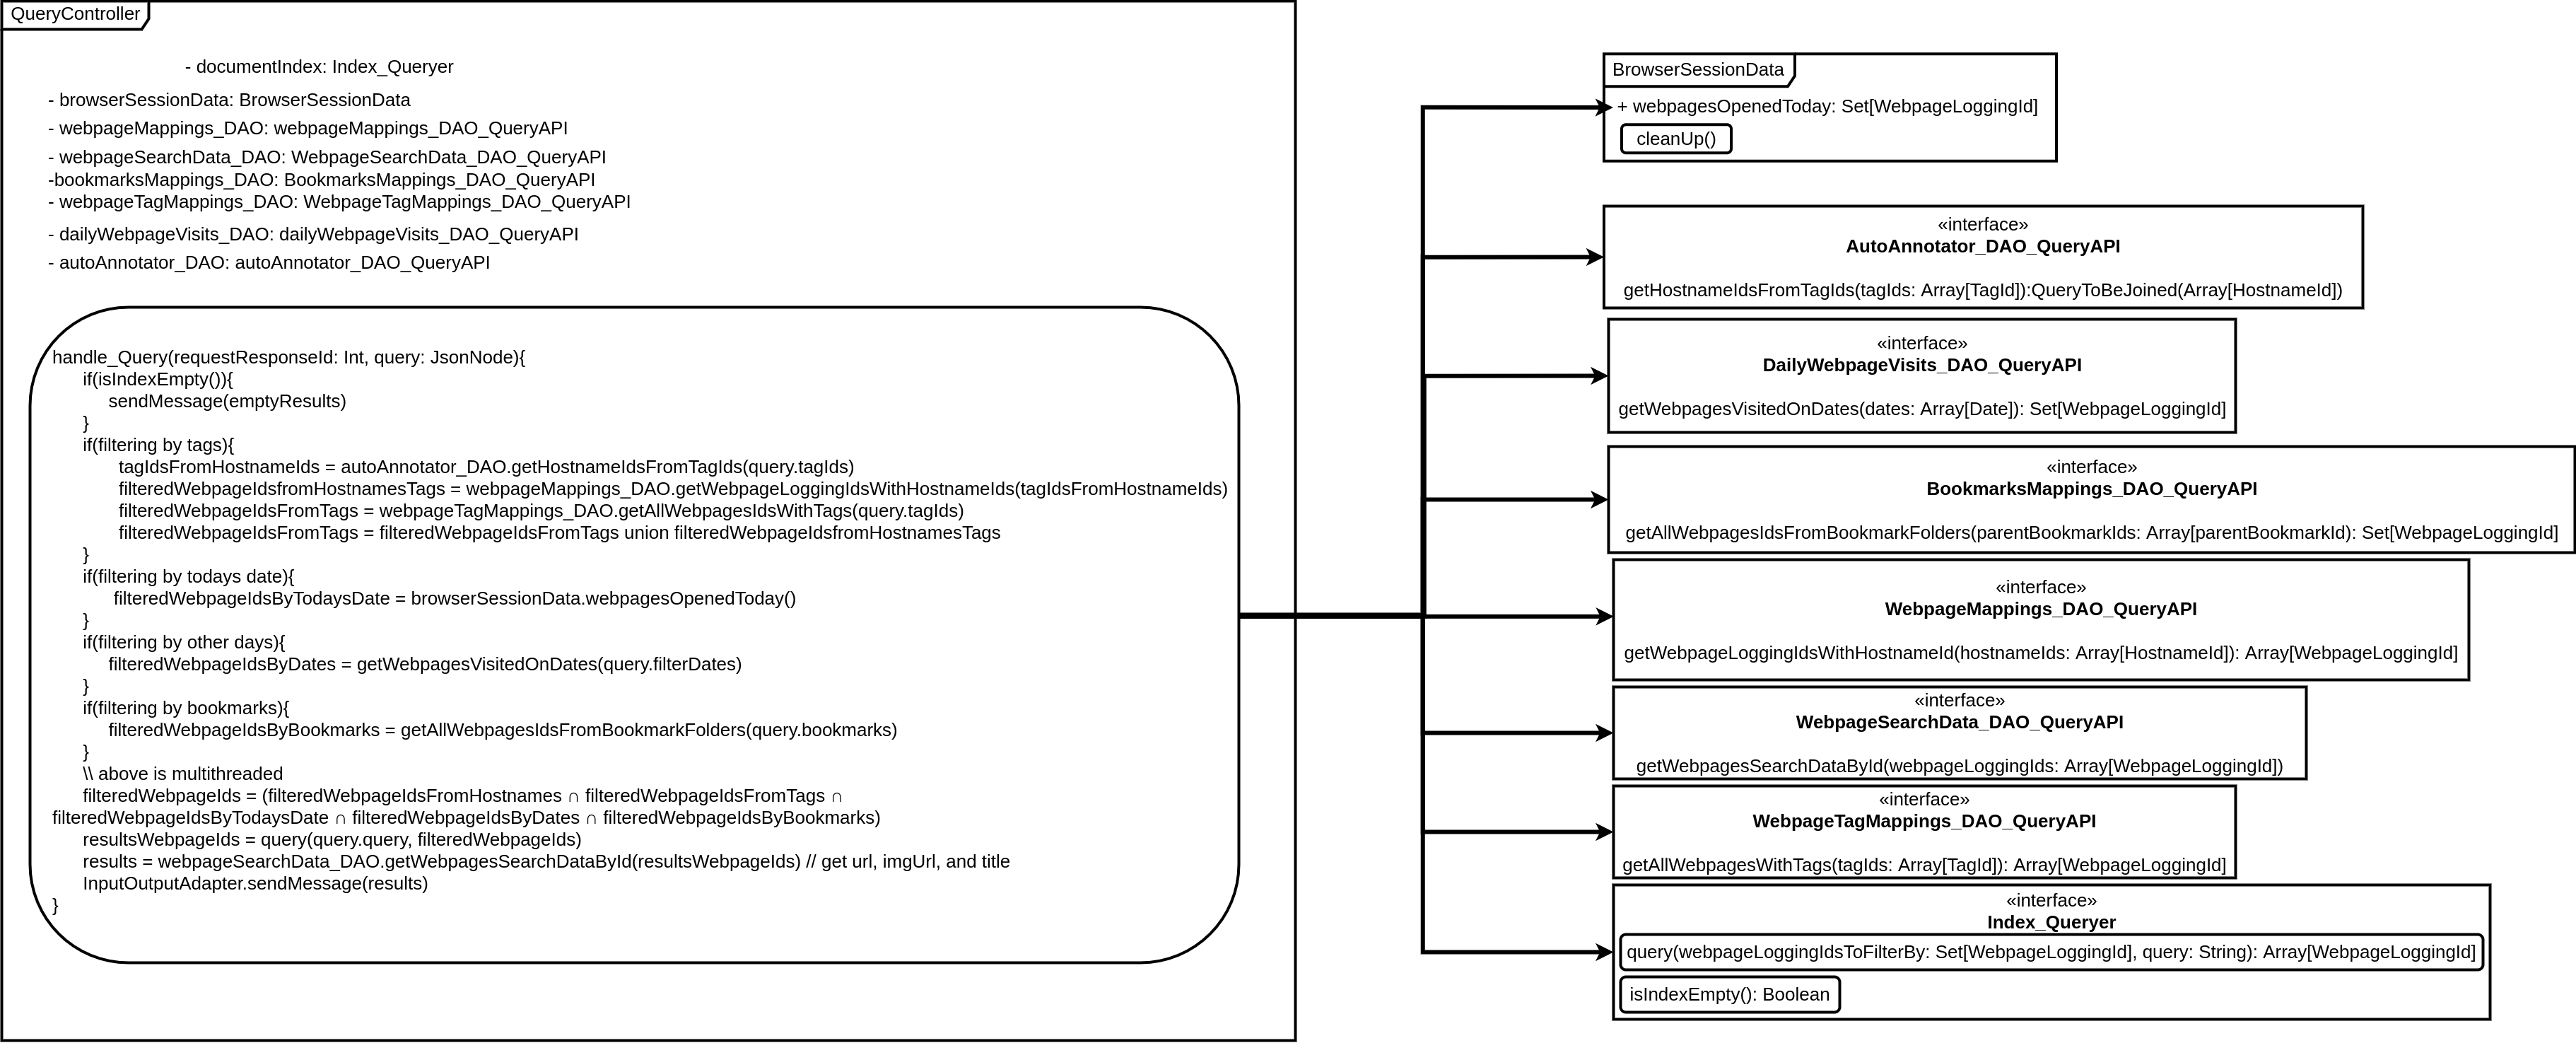 QueryController
- documentIndex: Index_Queryer
- browserSessionData: BrowserSessionData
- webpageMappings_DAO: webpageMappings_DAO_QueryAPI
- webpageSearchData_DAO: WebpageSearchData_DAO_QueryAPI
-bookmarksMappings_DAO: BookmarksMappings_DAO_QueryAPI
- webpageTagMappings_DAO: WebpageTagMappings_DAO_QueryAPI
- dailyWebpageVisits_DAO: dailyWebpageVisits_DAO_QueryAPI
- autoAnnotator_DAO: autoAnnotator_DAO_QueryAPI
handle_Query(requestResponseId: Int, query: JsonNode){
if(isIndexEmpty()){
sendMessage(emptyResults)
}
if(filtering by tags){
tagIdsFromHostnameIds = autoAnnotator_DAO.getHostnameIdsFromTagIds(query.tagIds)
filteredWebpageIdsfromHostnamesTags = webpageMappings_DAO.getWebpageLoggingIdsWithHostnameIds(tagIdsFromHostnameIds)
filteredWebpageIdsFromTags = webpageTagMappings_DAO.getAllWebpagesIdsWithTags(query.tagIds)
filteredWebpageIdsFromTags = filteredWebpageIdsFromTags union filteredWebpageIdsfromHostnamesTags
}
if(filtering by todays date){
filteredWebpageIdsByTodaysDate = browserSessionData.webpagesOpenedToday()
}
if(filtering by other days){
filteredWebpageIdsByDates = getWebpagesVisitedOnDates(query.filterDates)
}
if(filtering by bookmarks){
filteredWebpageIdsByBookmarks = getAllWebpagesIdsFromBookmarkFolders(query.bookmarks)
}
\\ above is multithreaded
filteredWebpageIds = (filteredWebpageIdsFromHostnames ∩ filteredWebpageIdsFromTags ∩
filteredWebpageIdsByTodaysDate ∩ filteredWebpageIdsByDates ∩ filteredWebpageIdsByBookmarks)
resultsWebpageIds = query(query.query, filteredWebpageIds)
results = webpageSearchData_DAO.getWebpagesSearchDataById(resultsWebpageIds) // get url, imgUrl, and title
InputOutputAdapter.sendMessage(results)
}
BrowserSessionData
+ webpagesOpenedToday: Set[WebpageLoggingId]
cleanUp()
«interface»
AutoAnnotator_DAO_QueryAPI
getHostnameIdsFromTagIds(tagIds: Array[TagId]):QueryToBeJoined(Array[HostnameId])
«interface»
DailyWebpageVisits_DAO_QueryAPI
getWebpagesVisitedOnDates(dates: Array[Date]): Set[WebpageLoggingId]
«interface»
BookmarksMappings_DAO_QueryAPI
getAllWebpagesIdsFromBookmarkFolders(parentBookmarkIds: Array[parentBookmarkId): Set[WebpageLoggingId]
«interface»
WebpageMappings_DAO_QueryAPI
getWebpageLoggingIdsWithHostnameId(hostnameIds: Array[HostnameId]): Array[WebpageLoggingId]
«interface»
WebpageSearchData_DAO_QueryAPI
getWebpagesSearchDataById(webpageLoggingIds: Array[WebpageLoggingId])
«interface»
WebpageTagMappings_DAO_QueryAPI
getAllWebpagesWithTags(tagIds: Array[TagId]): Array[WebpageLoggingId]
«interface»
Index_Queryer
query(webpageLoggingIdsToFilterBy: Set[WebpageLoggingId], query: String): Array[WebpageLoggingId]
isIndexEmpty(): Boolean